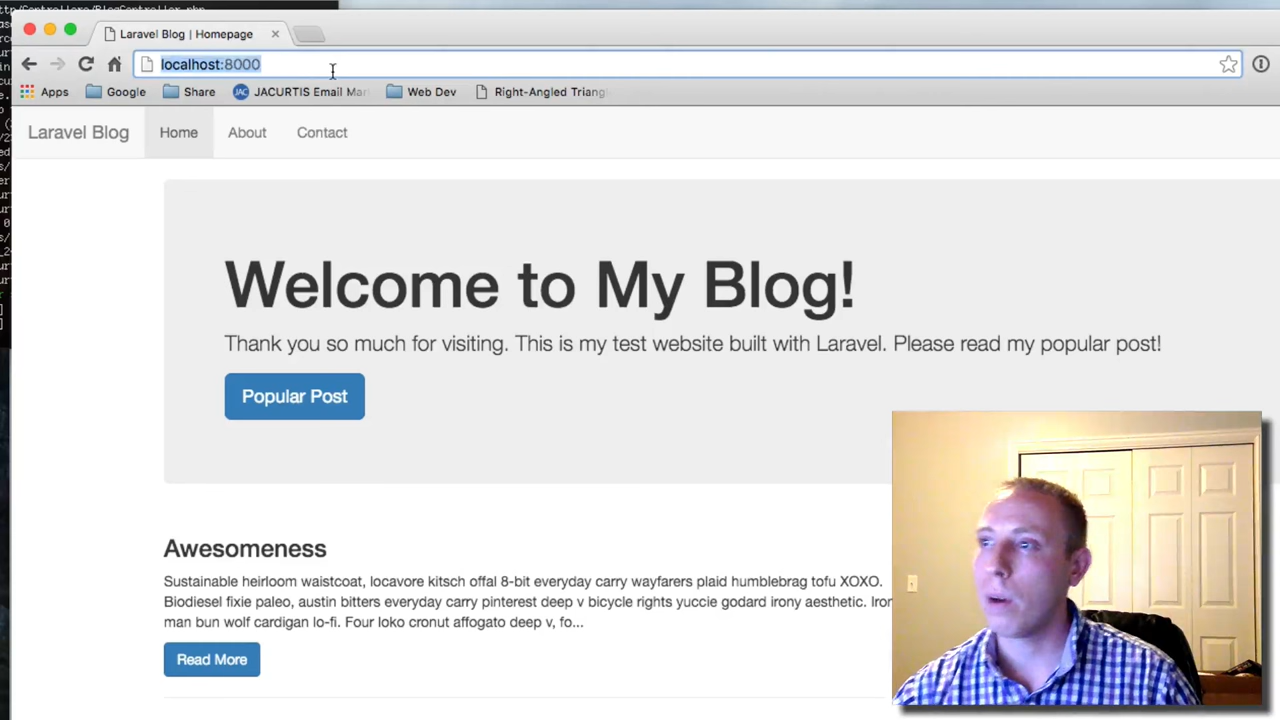 Laravel Blog | Homepage
localhost:8000
Apps Google Share JACURTIS Email Mar Web Dev Right-Angled Triang
Laravel Blog Home About Contact
Welcome to My Blog!
Thank you so much for visiting. This is my test website built with Laravel. Please read my popular post!
Popular Post
Awesomeness
Sustainable heirloom waistcoat, locavore kitsch offal 8-bit everyday carry wayfarers plaid humblebrag tofu XOXO.
Biodiesel fixie paleo, austin bitters everyday carry pinterest deep v bicycle rights yuccie godard irony aesthetic. Iron
man bun wolf cardigan lo-fi. Four loko cronut affogato deep v, fo...
Read More